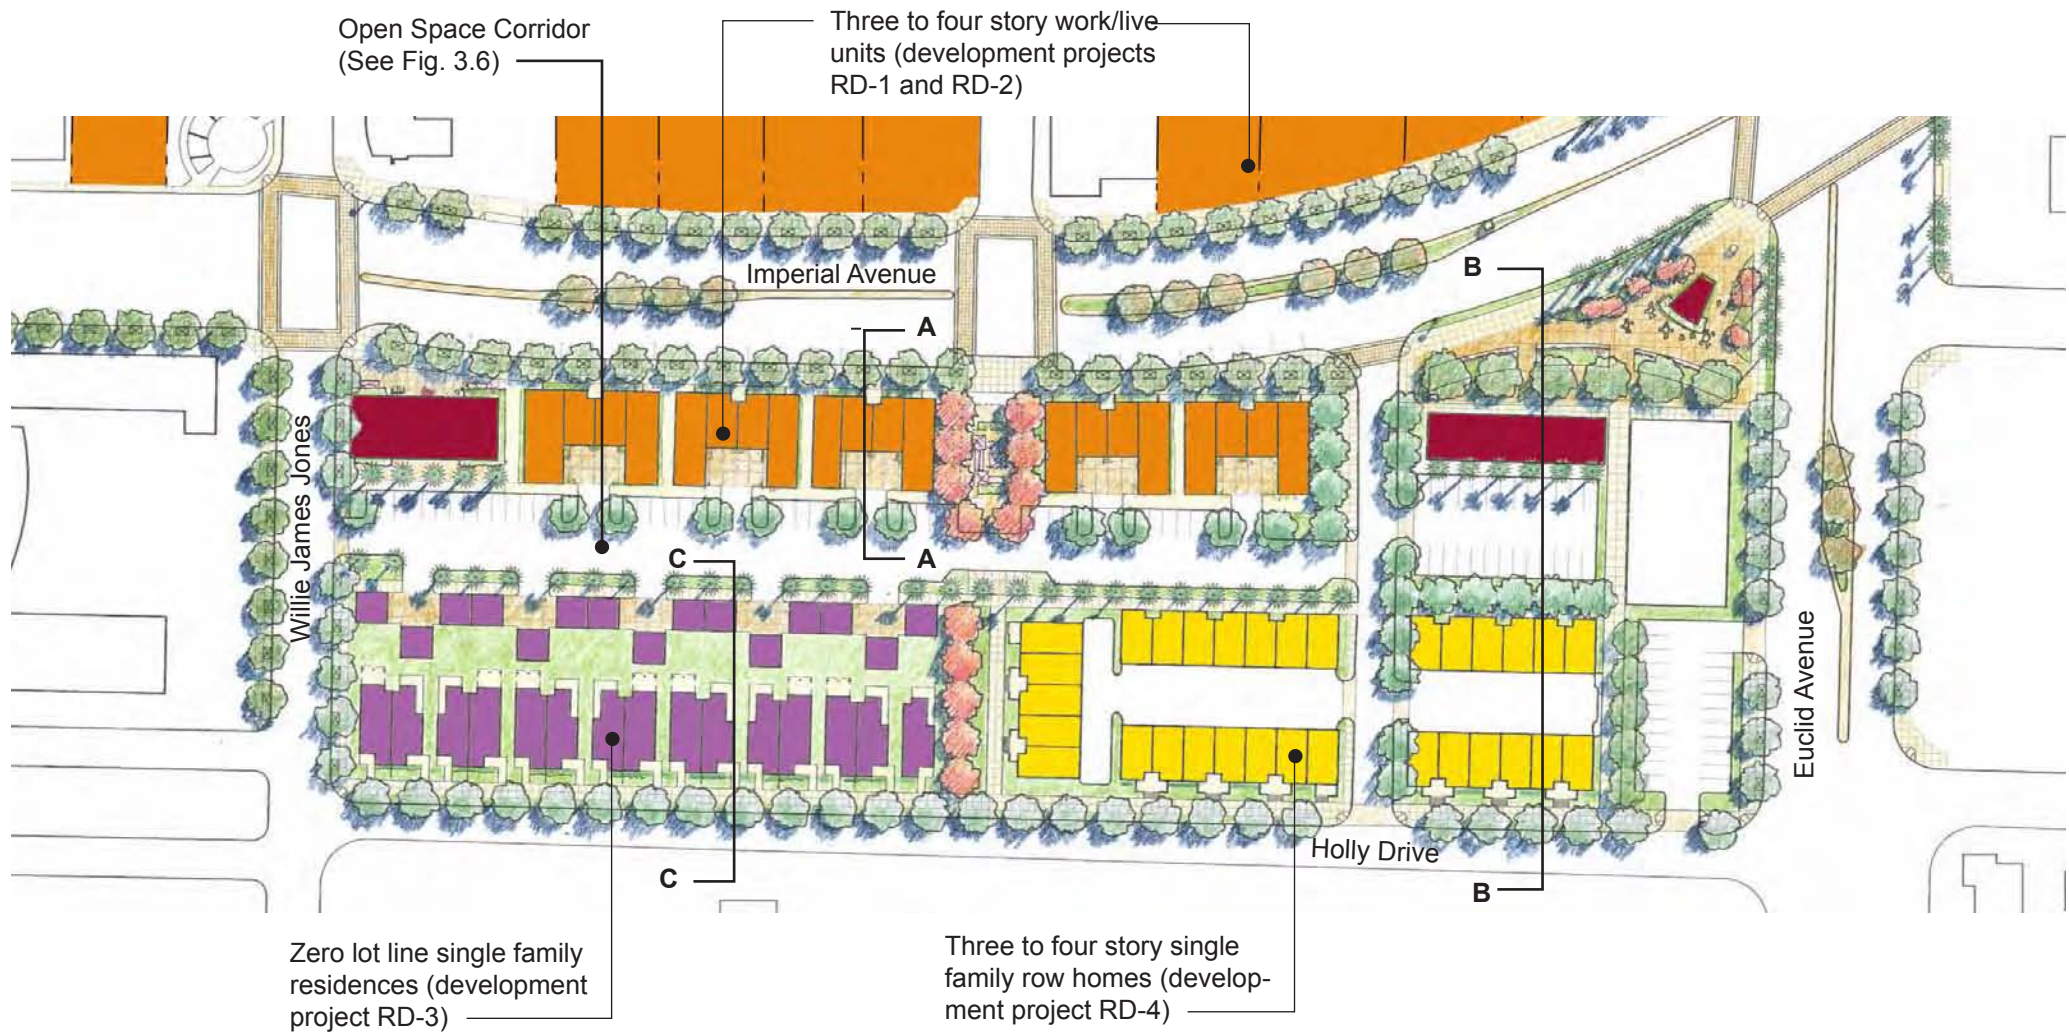 Open Space Corridor
(See Fig. 3.6)
Three to four story work/live
units (development projects
RD-1 and RD-2)
Imperial Avenue
B
A
Willie James Jones
C
A
Euclid Avenue
Holly Drive
C
B
Zero lot line single family
residences (development
project RD-3)
Three to four story single
family row homes (develop-
ment project RD-4)